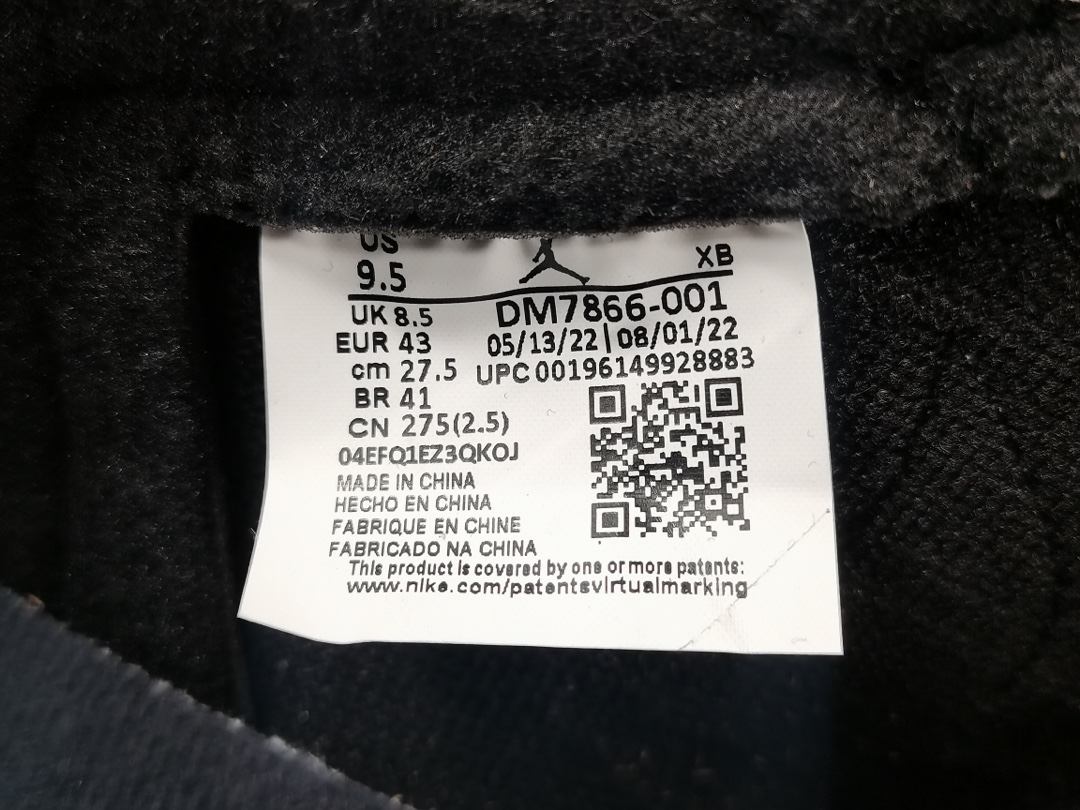 US
9.5
XB
UK 8.5
DM7866-001
EUR 43
05/13/22|08/01/22
cm 27.5
UPC 00196149928883
BR 41
CN 275(2.5)
04EFQ1EZ3QKOJ
MADE IN CHINA
HECHO EN CHINA
FABRIQUE EN CHINE
FABRICADO NA CHINA
This product is covered by one or more patents:
www.nike.com/patentsvirtualmarking